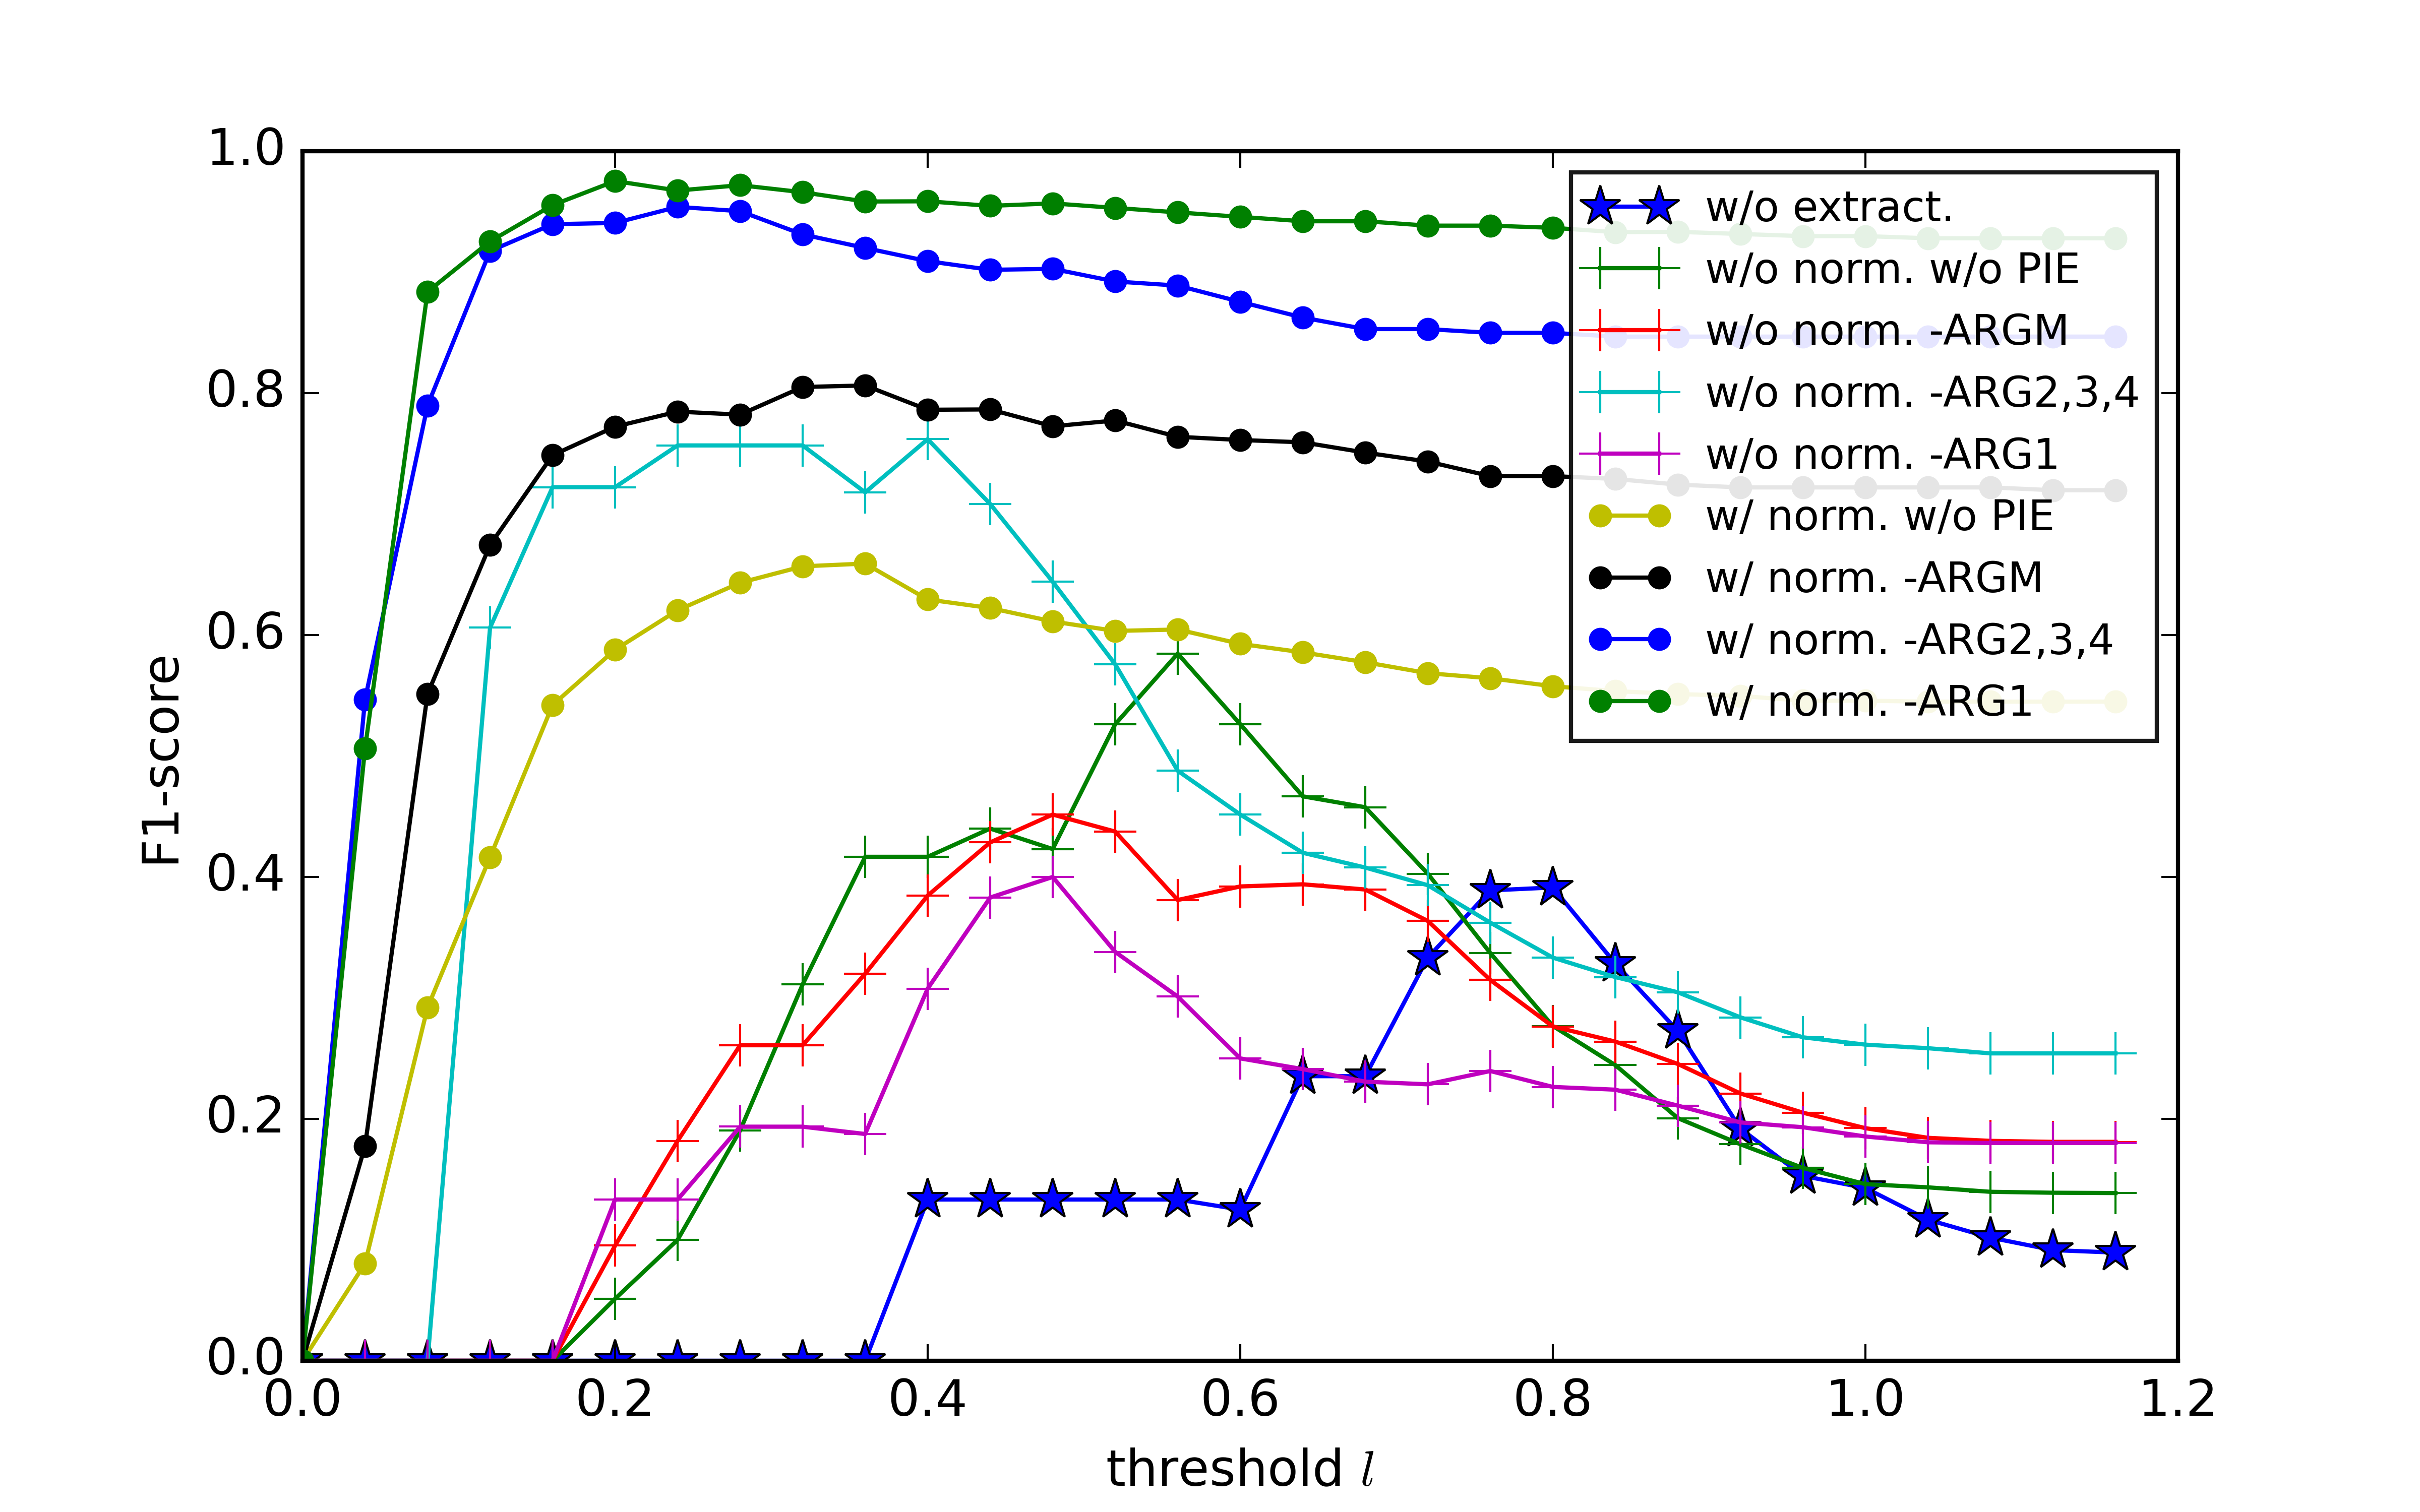 1.0
0.8
0.6
0.4
0.2
0.0
F1-score
w/o extract.
w/o norm. w/o PIE
w/o norm. -ARGM
w/o norm. -ARG2,3,4
w/o norm. -ARG1
w/ norm. w/o PIE
w/ norm. -ARGM
w/ norm. -ARG2,3,4
w/ norm. -ARG1
0.0 0.2 0.4 0.6 0.8 1.0 1.2
threshold l